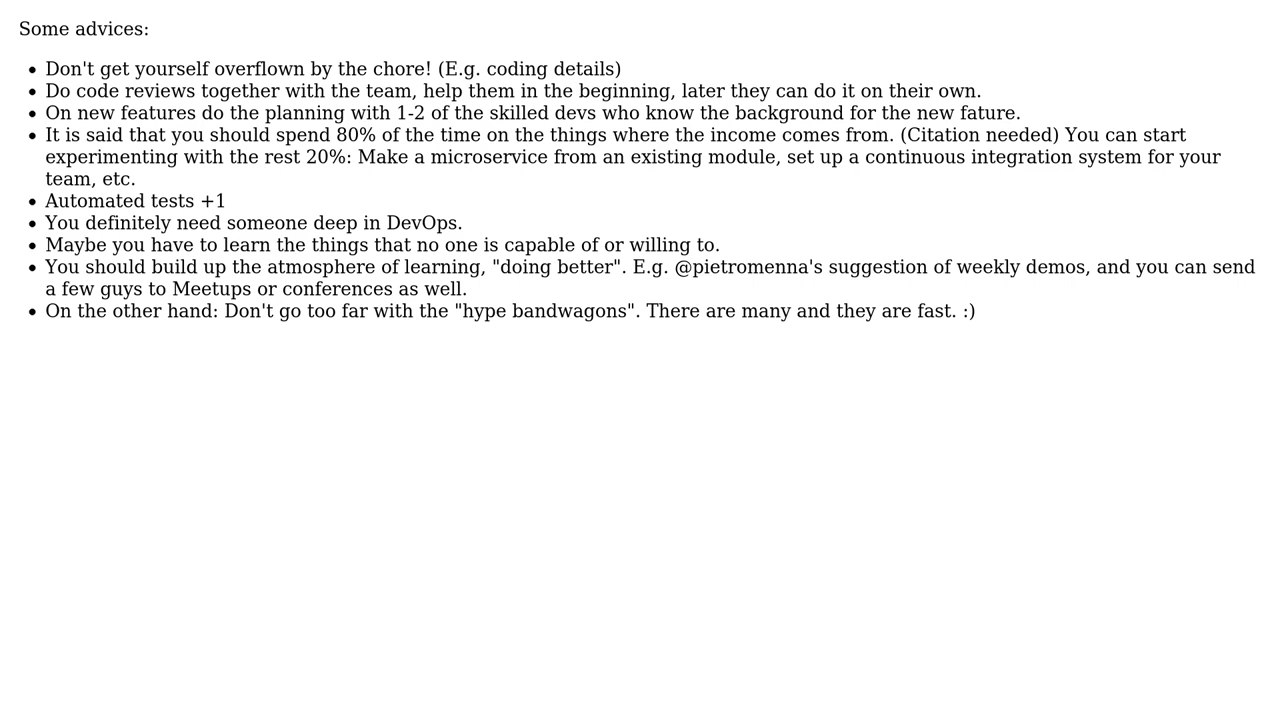 Some advices:
• Don't get yourself overflown by the chore! (E.g. coding details)
• Do code reviews together with the team, help them in the beginning, later they can do it on their own.
• On new features do the planning with 1-2 of the skilled devs who know the background for the new fature.
• It is said that you should spend 80% of the time on the things where the income comes from. (Citation needed) You can start
experimenting with the rest 20%: Make a microservice from an existing module, set up a continuous integration system for your
team, etc.
• Automated tests +1
• You definitely need someone deep in DevOps.
• Maybe you have to learn the things that no one is capable of or willing to.
• You should build up the atmosphere of learning, "doing better". E.g. @pietromenna's suggestion of weekly demos, and you can send
a few guys to Meetups or conferences as well.
• On the other hand: Don't go too far with the "hype bandwagons". There are many and they are fast. :)